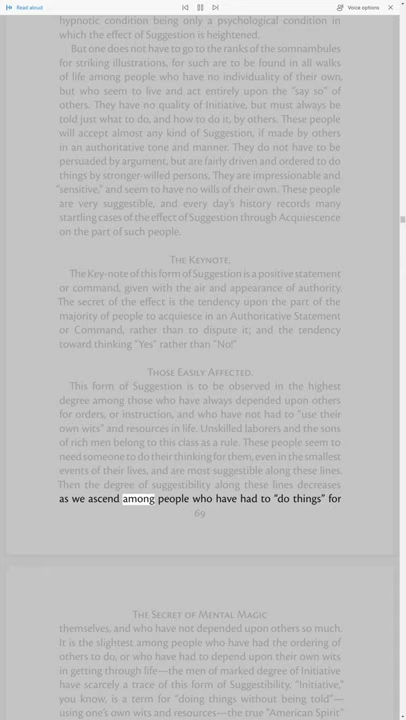 Read aloud
Voice options
hypnotic condition being only a psychological condition in
which the effect of Suggestion is heightened.
But one does not have to go to the ranks of the somnambules
for striking illustrations, for such are to be found in all walks
of life among people who have no individuality of their own,
but who seem to live and act entirely upon the "say so" of
others. They have no quality of Initiative, but must always be
told just what to do, and how to do it, by others. These people
will accept almost any kind of Suggestion, if made by others
in an authoritative tone and manner. They do not have to be
persuaded by argument, but are fairly driven and ordered to do
things by stronger-willed persons. They are impressionable and
"sensitive," and seem to have no wills of their own. These people
are very suggestible, and every day's history records many
startling cases of the effect of Suggestion through Acquiescence
on the part of such people.
The Keynote.
The Key-note of this form of Suggestion is a positive statement
or command, given with the air and appearance of authority.
The secret of the effect is the tendency upon the part of the
majority of people to acquiesce in an Authoritative Statement
or Command, rather than to dispute it; and the tendency
toward thinking "Yes" rather than "No!"
Those Easily Affected.
This form of Suggestion is to be observed in the highest
degree among those who have always depended upon others
for orders, or instruction, and who have not had to "use their
own wits" and resources in life. Unskilled laborers and the sons
of rich men belong to this class as a rule. These people seem to
need someone to do their thinking for them, even in the smallest
events of their lives, and are most suggestible along these lines.
Then the degree of suggestibility along these lines decreases
as we ascend among people who have had to "do things" for
69
The Secret of Mental Magic
themselves, and who have not depended upon others so much.
It is the slightest among people who have had the ordering of
others to do, or who have had to depend upon their own wits
in getting through life—the men of marked degree of Initiative
have scarcely a trace of this form of Suggestibility. "Initiative,"
you know, is a term for "doing things without being told"—
using one's own wits and resources—the true "American Spirit"